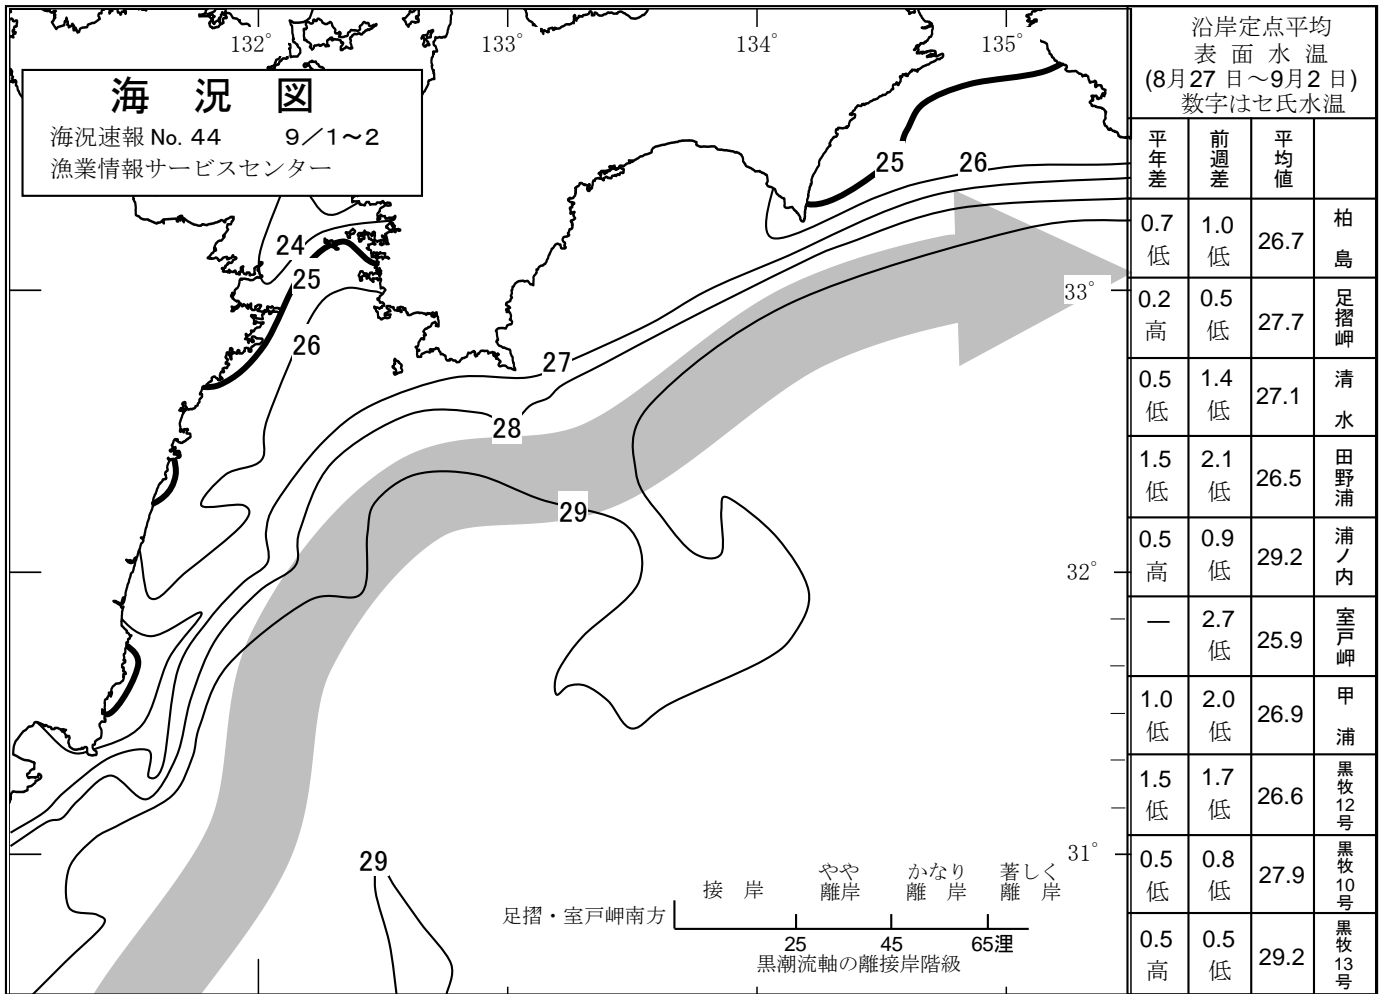 132° 133° 134° 135°
海 況 図
海況速報 No. 44 9／1～2
漁業情報サービスセンター
25 26
24
25
26
27
28
29
29
33°
32°
31°
接 岸 やや離岸 かなり離 岸 著しく離 岸
足摺・室戸岬南方
25 45 65浬
黒潮流軸の離接岸階級
沿岸定点平均
表 面 水 温
(8月27 日～9月2 日)
数字はセ氏水温
平年差 前週差 平均値
0.7低 1.0低 26.7 柏島
0.2高 0.5低 27.7 足摺岬
0.5低 1.4低 27.1 清水
1.5低 2.1低 26.5 田野浦
0.5高 0.9低 29.2 浦ノ内
― 2.7低 25.9 室戸岬
1.0低 2.0低 26.9 甲浦
1.5低 1.7低 26.6 黒牧12号
0.5低 0.8低 27.9 黒牧10号
0.5高 0.5低 29.2 黒牧13号